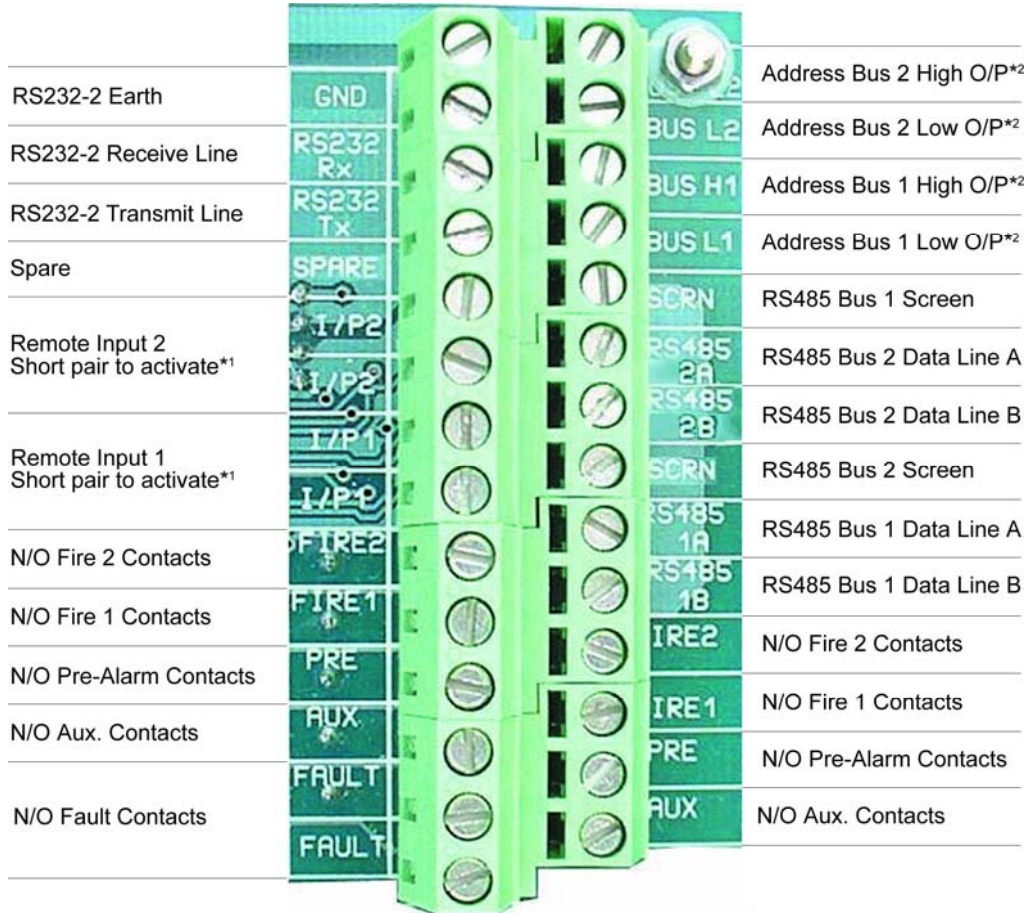 RS232-2 Earth
RS232-2 Receive Line
RS232-2 Transmit Line
Spare
Remote Input 2
Short pair to activate*1
Remote Input 1
Short pair to activate*1
N/O Fire 2 Contacts
N/O Fire 1 Contacts
N/O Pre-Alarm Contacts
N/O Aux. Contacts
N/O Fault Contacts
GND
RS232
Rx
RS232
Tx
SPARE
I/P2
I/P2
I/P1
I/P1
FIRE2
FIRE1
PRE
AUX
FAULT
FAULT
BUS L2
BUS H1
BUS L1
SCRN
RS485
2A
RS485
2B
SCRN
RS485
1A
RS485
1B
IRE2
IRE1
PRE
AUX
Address Bus 2 High O/P*2
Address Bus 2 Low O/P*2
Address Bus 1 High O/P*2
Address Bus 1 Low O/P*2
RS485 Bus 1 Screen
RS485 Bus 2 Data Line A
RS485 Bus 2 Data Line B
RS485 Bus 2 Screen
RS485 Bus 1 Data Line A
RS485 Bus 1 Data Line B
N/O Fire 2 Contacts
N/O Fire 1 Contacts
N/O Pre-Alarm Contacts
N/O Aux. Contacts